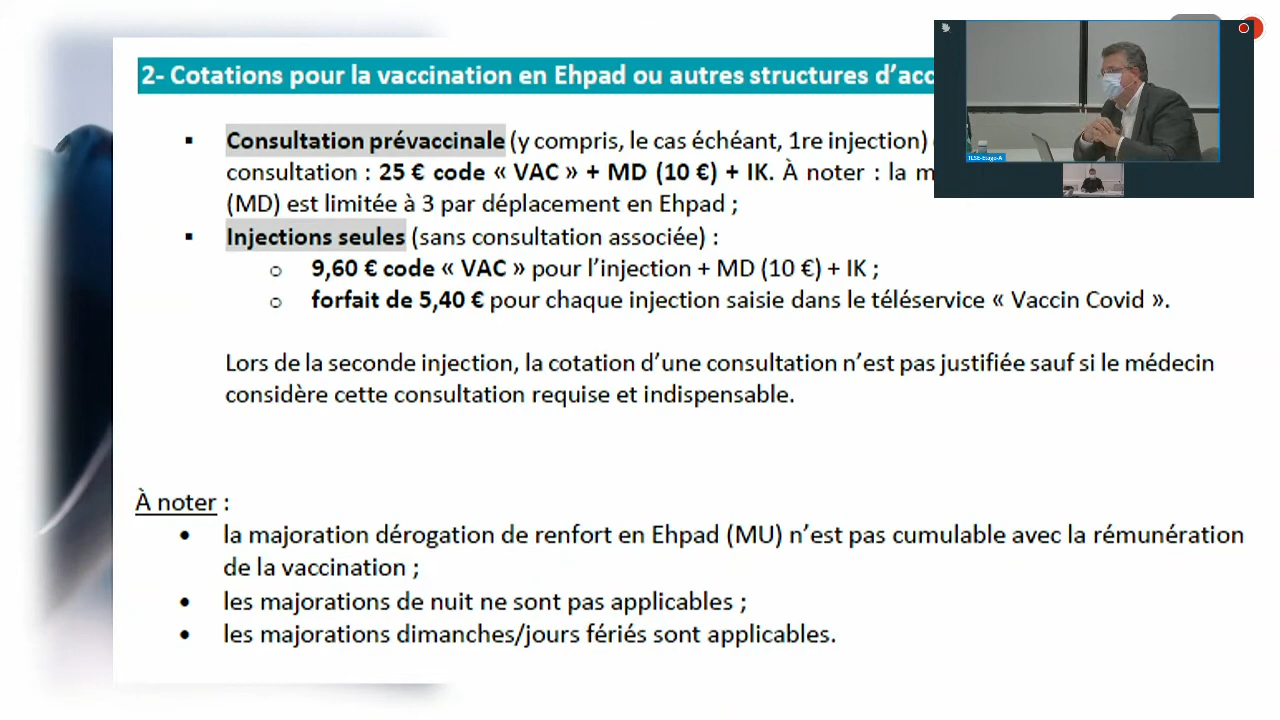 2- Cotations pour la vaccination en Ehpad ou autres structures d'acc
▪ Consultation prévaccinale (y compris, le cas échéant, 1re injection)
consultation : 25 € code « VAC » + MD (10 €) + IK. À noter : la m
(MD) est limitée à 3 par déplacement en Ehpad ;
▪ Injections seules (sans consultation associée) :
o 9,60 € code « VAC » pour l'injection + MD (10 €) + IK ;
o forfait de 5,40 € pour chaque injection saisie dans le téléservice « Vaccin Covid ».
Lors de la seconde injection, la cotation d'une consultation n'est pas justifiée sauf si le médecin
considère cette consultation requise et indispensable.
À noter :
• la majoration dérogation de renfort en Ehpad (MU) n'est pas cumulable avec la rémunération
de la vaccination ;
• les majorations de nuit ne sont pas applicables ;
• les majorations dimanches/jours fériés sont applicables.